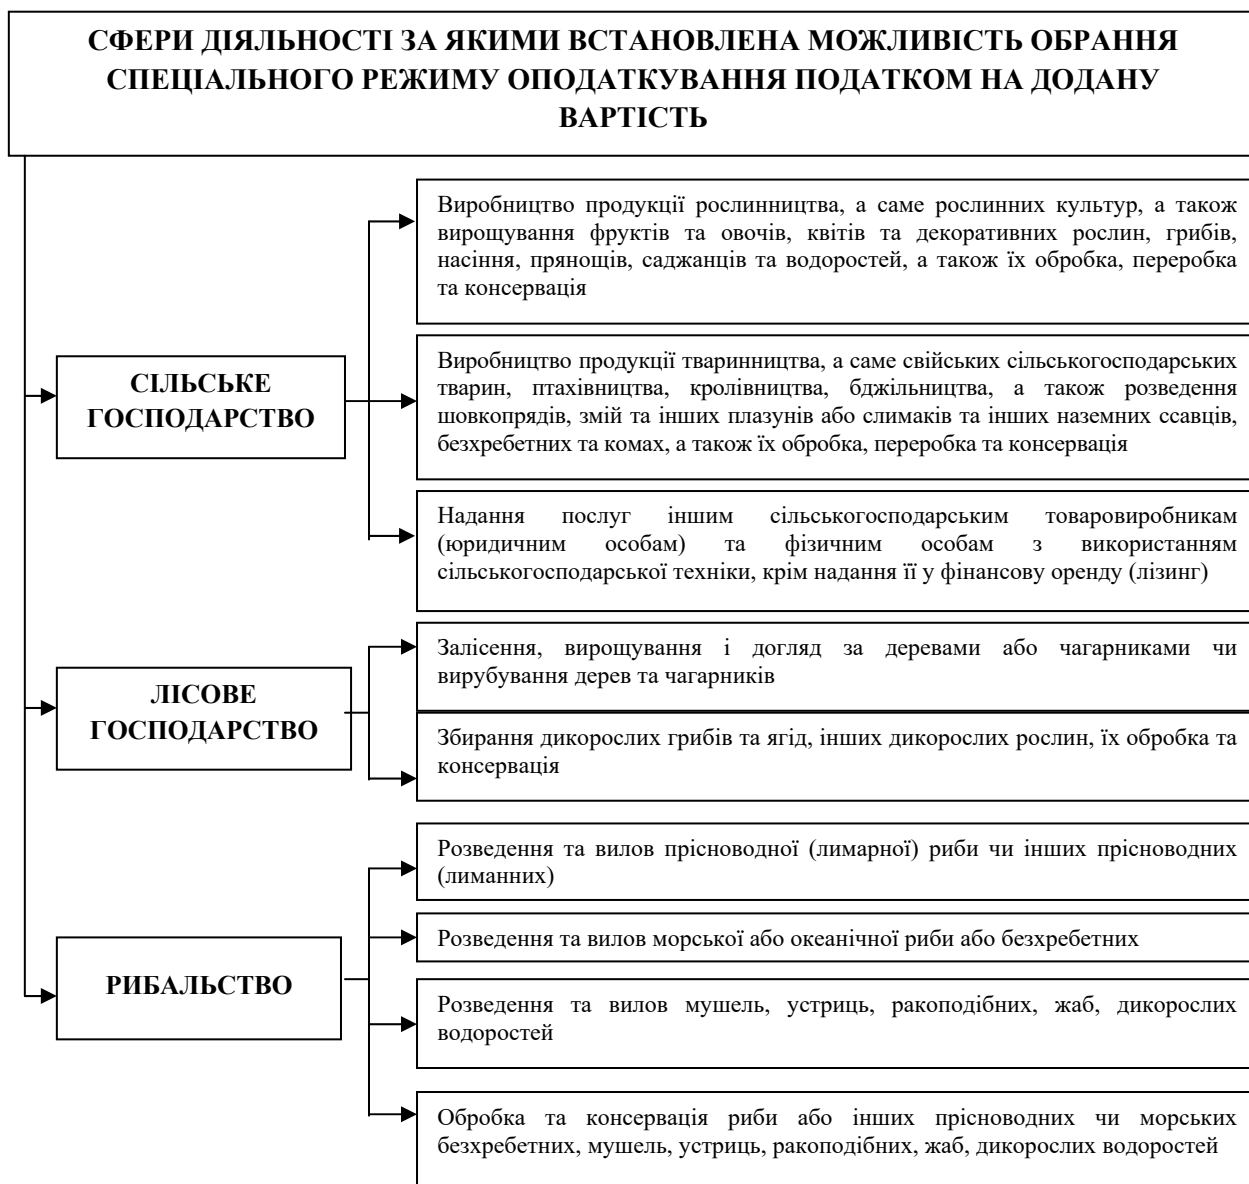 СФЕРИ ДІЯЛЬНОСТІ ЗА ЯКИМИ ВСТАНОВЛЕНА МОЖЛИВІСТЬ ОБРАННЯ
СПЕЦІАЛЬНОГО РЕЖИМУ ОПОДАТКУВАННЯ ПОДАТКОМ НА ДОДАНУ
ВАРТІСТЬ
СІЛЬСЬКЕ
ГОСПОДАРСТВО
Виробництво продукції рослинництва, а саме рослинних культур, а також
вирощування фруктів та овочів, квітів та декоративних рослин, грибів,
насіння, прянощів, саджанців та водоростей, а також їх обробка, переробка
та консервація
Виробництво продукції тваринництва, а саме свійських сільськогосподарських
тварин, птахівництва, кролівництва, бджільництва, а також розведення
шовкопрядів, змій та інших плазунів або слимаків та інших наземних ссавців,
безхребетних та комах, а також їх обробка, переробка та консервація
Надання послуг іншим сільськогосподарським товаровиробникам
(юридичним особам) та фізичним особам з використанням
сільськогосподарської техніки, крім надання її у фінансову оренду (лізинг)
ЛІСОВЕ
ГОСПОДАРСТВО
Залісення, вирощування і догляд за деревами або чагарниками чи
вирубування дерев та чагарників
Збирання дикорослих грибів та ягід, інших дикорослих рослин, їх обробка та
консервація
РИБАЛЬСТВО
Розведення та вилов прісноводної (лимарної) риби чи інших прісноводних
(лиманних)
Розведення та вилов морської або океанічної риби або безхребетних
Розведення та вилов мушель, устриць, ракоподібних, жаб, дикорослих
водоростей
Обробка та консервація риби або інших прісноводних чи морських
безхребетних, мушель, устриць, ракоподібних, жаб, дикорослих водоростей